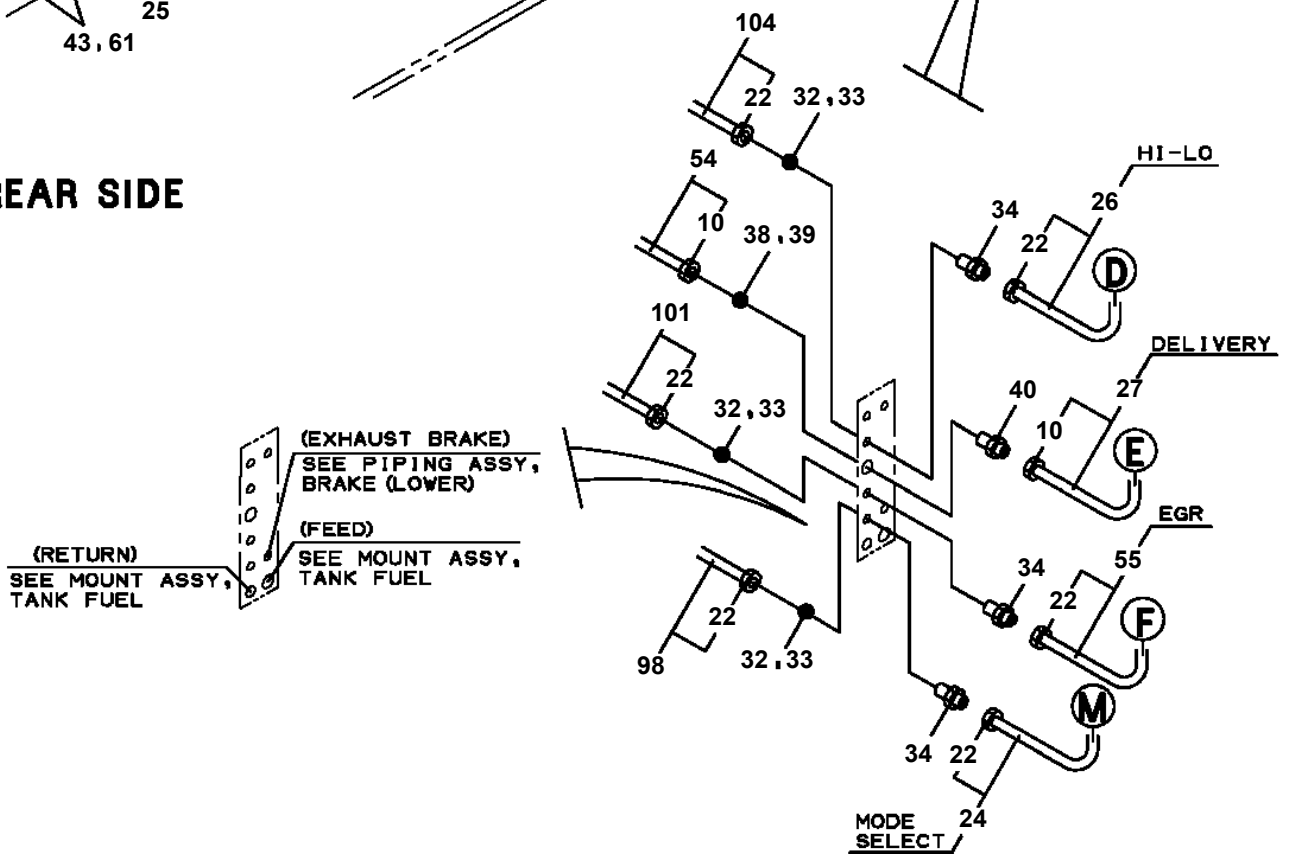 25
43,61
104
22
32,33
HI-LO
54
26
34
REAR SIDE
10
38,39
22
D
101
DELIVERY
22
27
40
32,33
10
E
(EXHAUST BRAKE)
SEE PIPING ASSY,
BRAKE (LOWER)
(FEED)
SEE MOUNT ASSY,
TANK FUEL
(RETURN)
SEE MOUNT ASSY,
TANK FUEL
EGR
55
34
22
F
22
98
32,33
M
34
22
24
MODE
SELECT